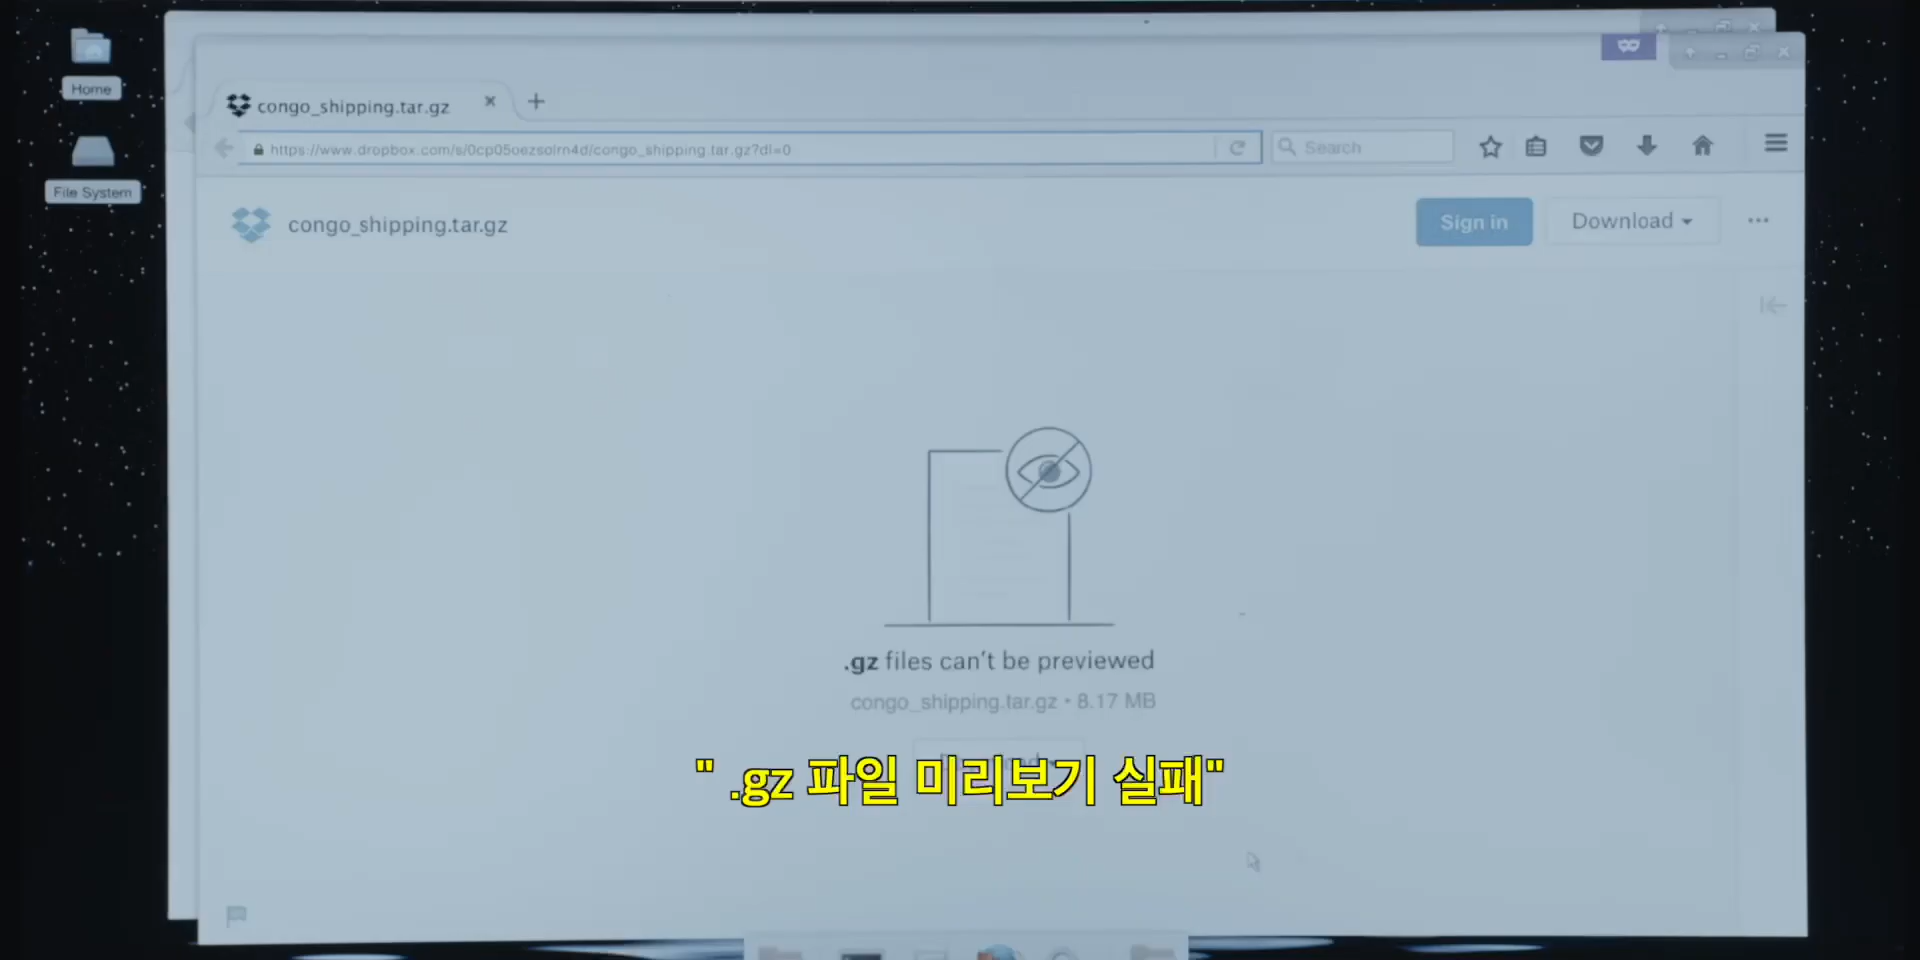 Home
File System
congo_shipping.tar.gz
https://www.dropbox.com/s/0cp05oezsolrn4d/congo_shipping.tar.gz?dl=0
Search
congo_shipping.tar.gz
Sign in
Download
.gz files can't be previewed
congo_shipping.tar.gz • 8.17 MB
" .gz 파일 미리보기 실패"